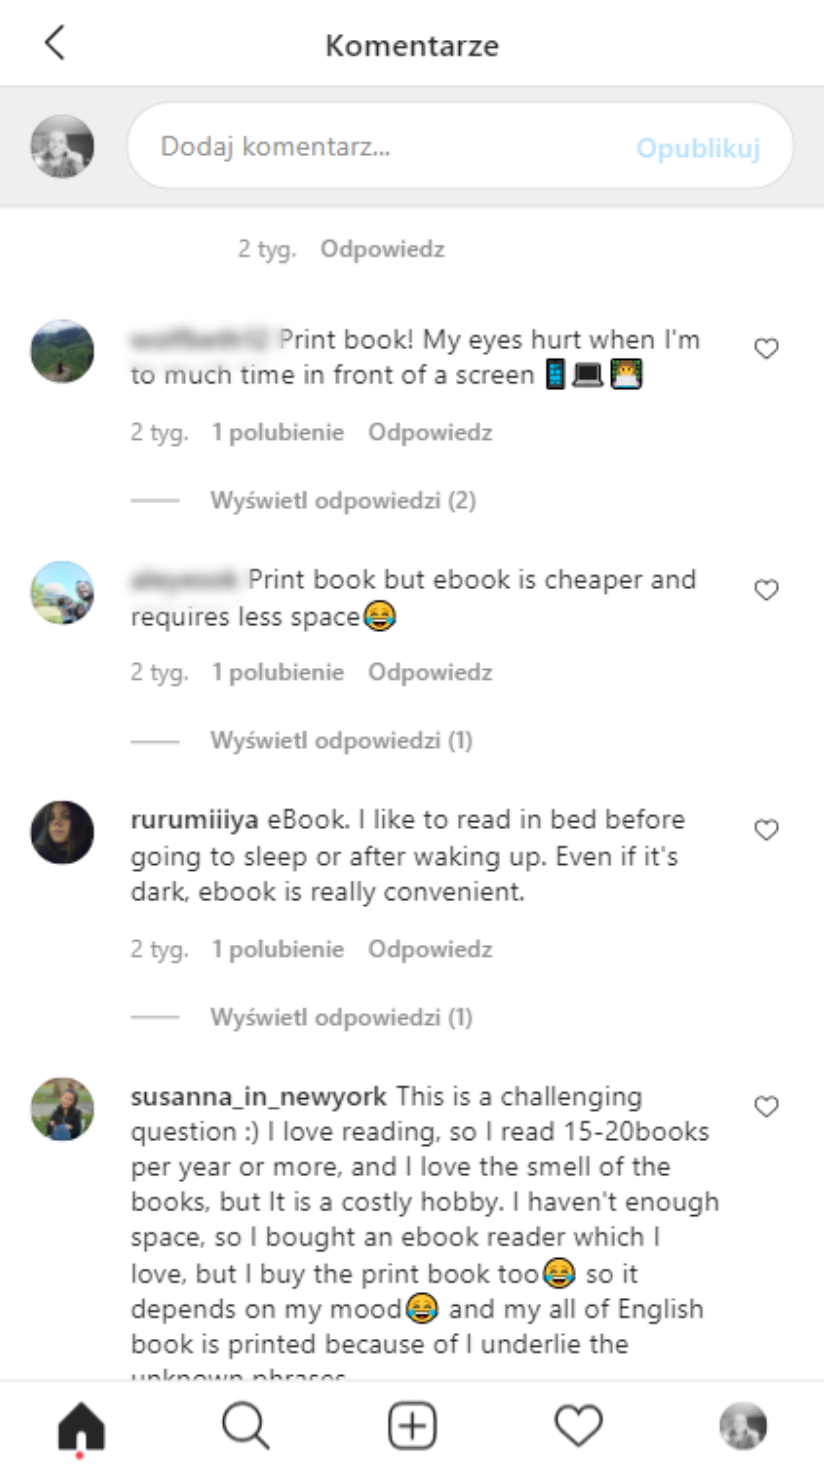 Komentarze
Dodaj komentarz... Opublikuj
2 tyg. Odpowiedz
Print book! My eyes hurt when I'm
to much time in front of a screen 📱💻👨‍💻
2 tyg. 1 polubienie Odpowiedz
Wyświetl odpowiedzi (2)
Print book but ebook is cheaper and
requires less space😂
2 tyg. 1 polubienie Odpowiedz
Wyświetl odpowiedzi (1)
rurumiiiya eBook. I like to read in bed before
going to sleep or after waking up. Even if it's
dark, ebook is really convenient.
2 tyg. 1 polubienie Odpowiedz
Wyświetl odpowiedzi (1)
susanna_in_newyork This is a challenging
question :) I love reading, so I read 15-20books
per year or more, and I love the smell of the
books, but It is a costly hobby. I haven't enough
space, so I bought an ebook reader which I
love, but I buy the print book too😂 so it
depends on my mood😂 and my all of English
book is printed because of I underlie the
unknown phrases